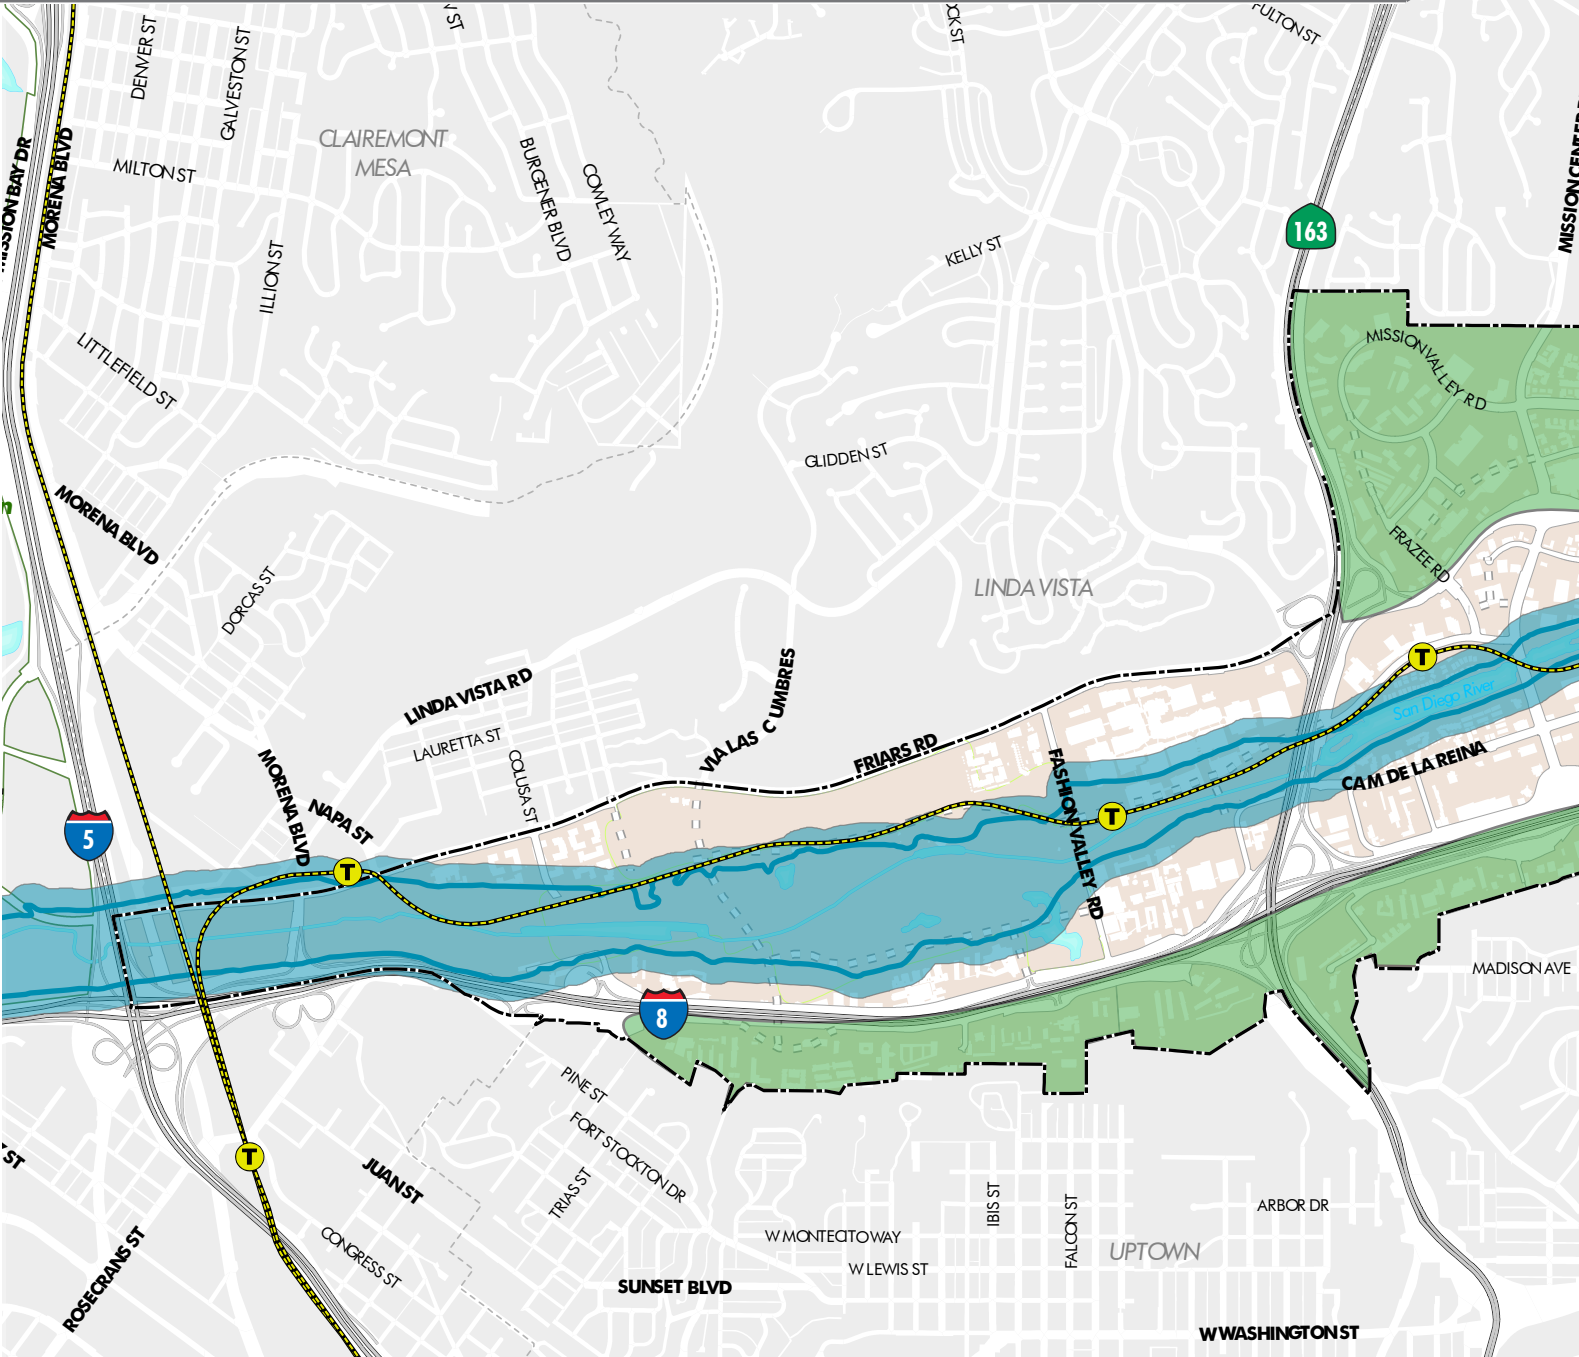 DENVER ST
GALVESTON ST
FULTON ST
MISSION BAY DR
MORENA BLVD
MILTON ST
CLAIREMONT
MESA
BURGENER BLVD
COWLEY WAY
ILLION ST
KELLY ST
163
MISSION CENTER
LITTLEFIELD ST
MISSION VALLEY RD
GLIDDEN ST
MORENA BLVD
FRAZEE RD
DORCAS ST
LINDA VISTA
LINDA VISTA RD
LAURETTA ST
COLUSA ST
VIA LAS CUMBRES
FRIARS RD
T
San Diego River
CAM DE LA REINA
FASHION VALLEY RD
T
MORENA BLVD
NAPA ST
5
T
8
MADISON AVE
PINE ST
FORT STOCKTON DR
TRIAS ST
T
JUAN ST
ST
CONGRESS ST
ROSECRANS ST
IBIS ST
FALCON ST
ARBOR DR
W MONTECITO WAY
W LEWIS ST
UPTOWN
SUNSET BLVD
W WASHINGTON ST